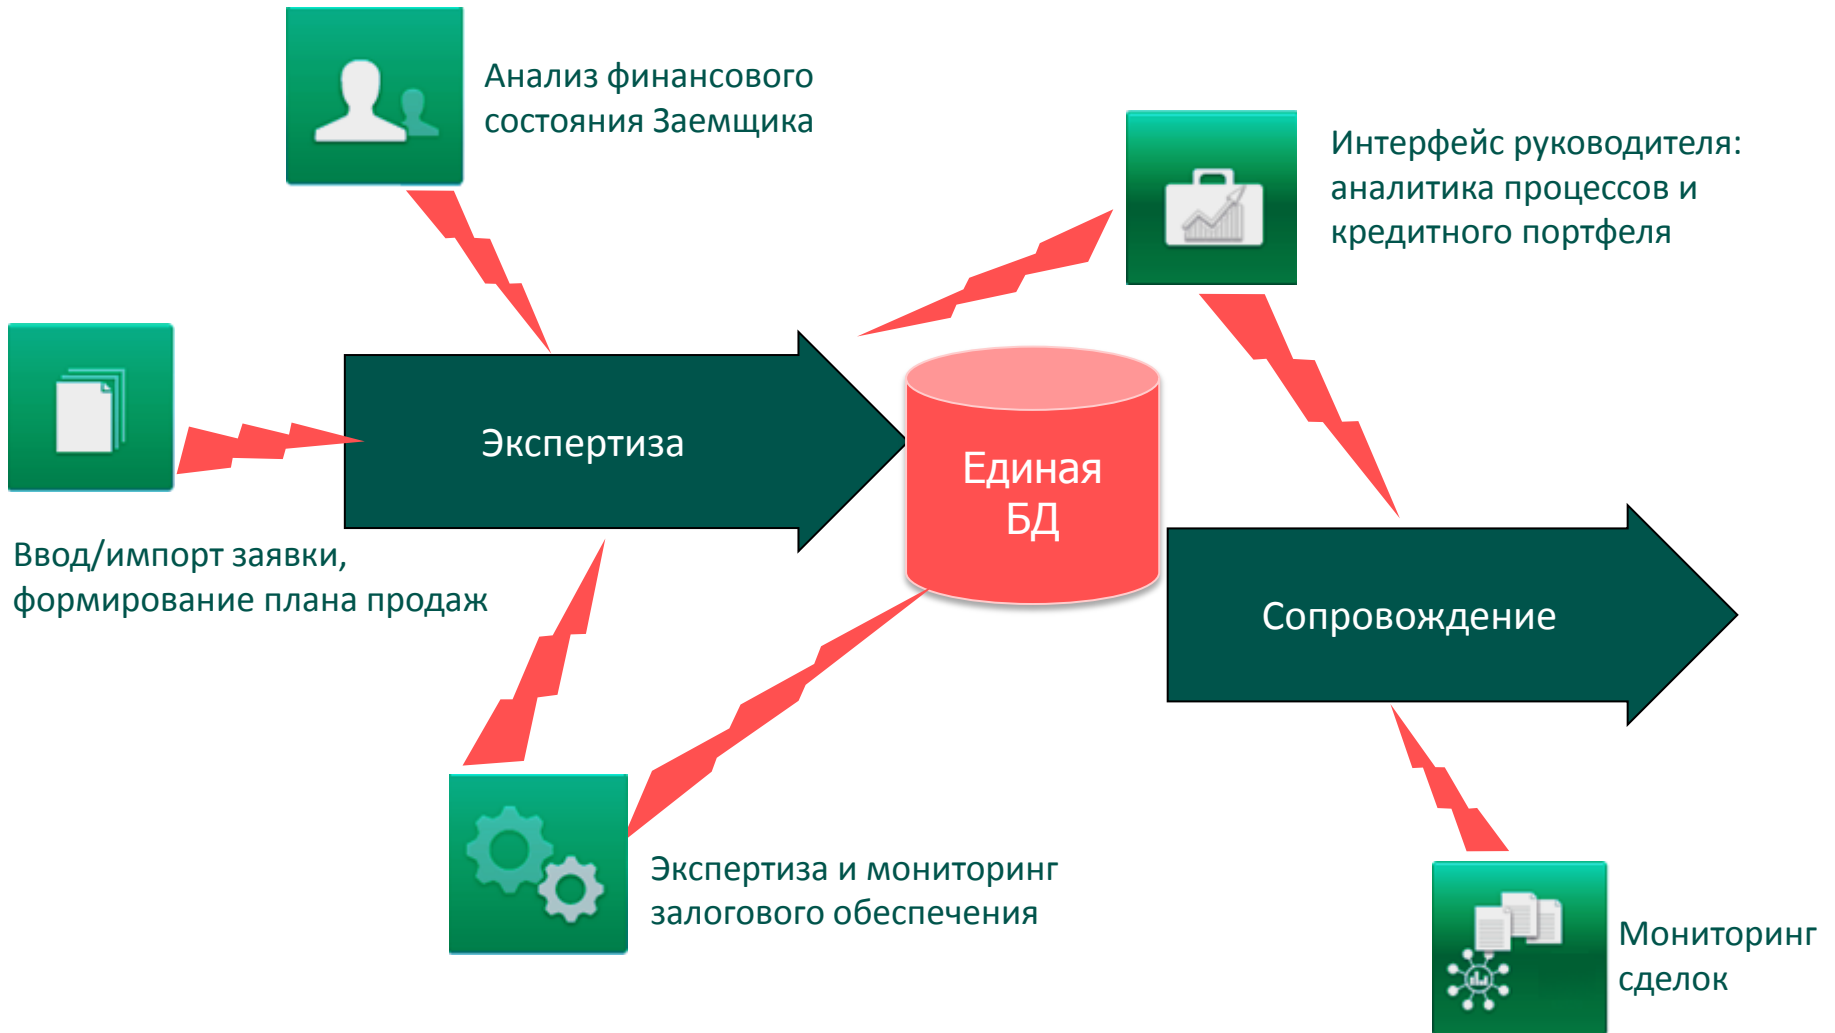 Анализ финансового
состояния Заемщика
Интерфейс руководителя:
аналитика процессов и
кредитного портфеля
Экспертиза
Единая
БД
Ввод/импорт заявки,
формирование плана продаж
Сопровождение
Экспертиза и мониторинг
залогового обеспечения
Мониторинг
сделок